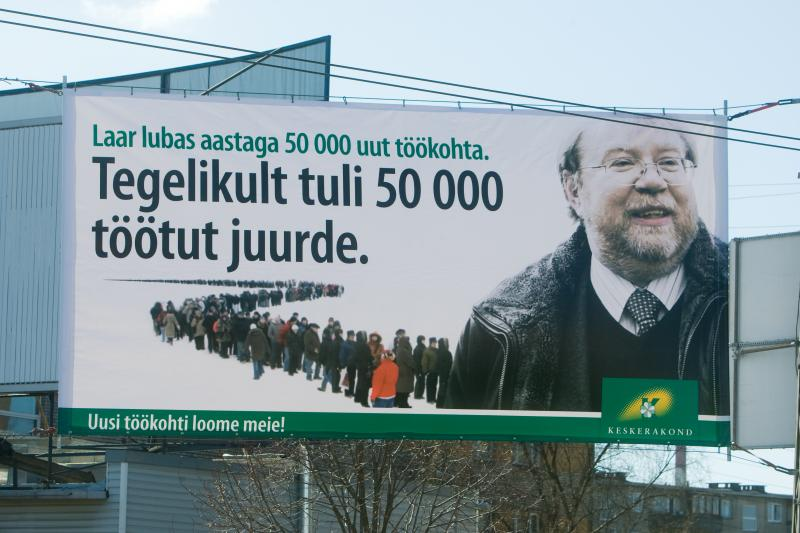 Laar lubas aastaga 50 000 uut töökohta.
Tegelikult tuli 50 000
töötut juurde.
Uusi töökohti loome meie!
K
KESKERAKOND